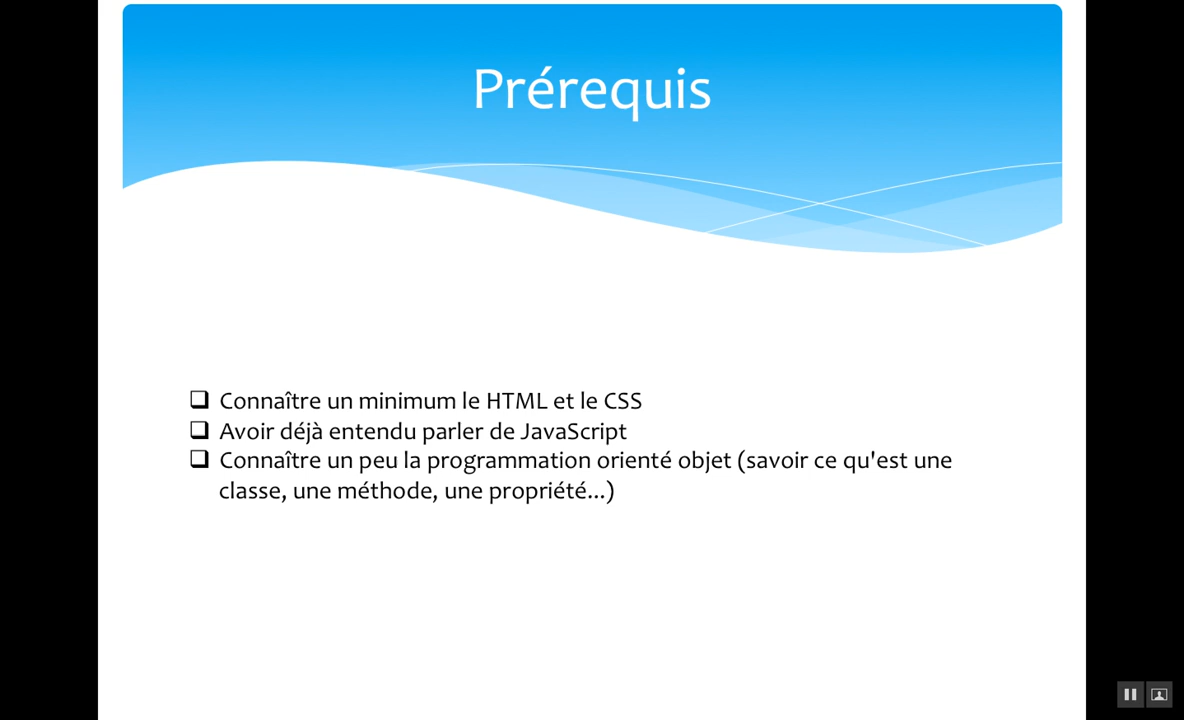 Prérequis
Connaître un minimum le HTML et le CSS
Avoir déjà entendu parler de JavaScript
Connaître un peu la programmation orienté objet (savoir ce qu'est une
classe, une méthode, une propriété...)